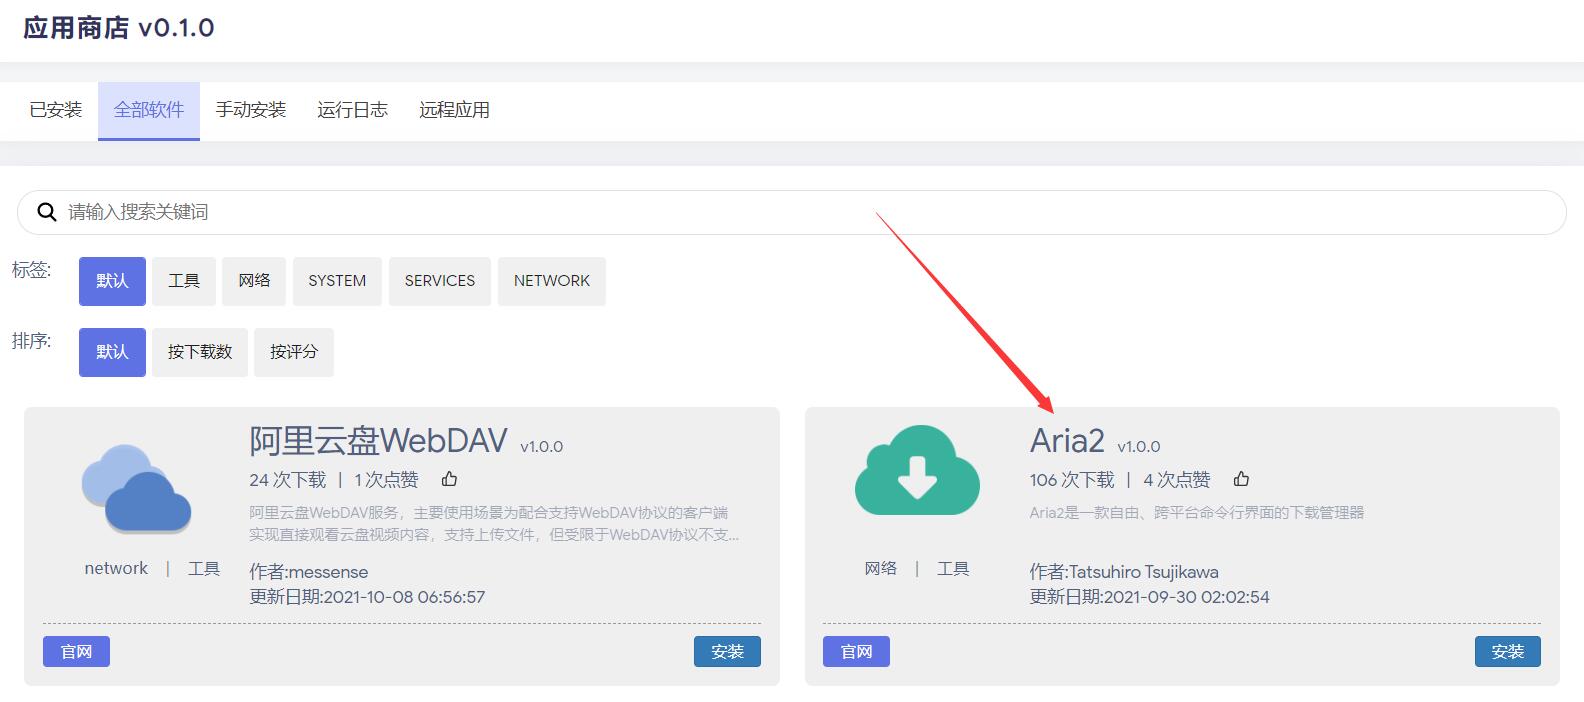 应用商店 v0.1.0
已安装 全部软件 手动安装 运行日志 远程应用
请输入搜索关键词
标签: 默认 工具 网络 SYSTEM SERVICES NETWORK
排序: 默认 按下载数 按评分
阿里云盘WebDAV v1.0.0
24 次下载 | 1 次点赞
阿里云盘WebDAV服务，主要使用场景为配合支持WebDAV协议的客户端
实现直接观看云盘视频内容，支持上传文件，但受限于WebDAV协议不支...
network | 工具
作者:messense
更新日期:2021-10-08 06:56:57
官网 安装
Aria2 v1.0.0
106 次下载 | 4 次点赞
Aria2是一款自由、跨平台命令行界面的下载管理器
网络 | 工具
作者:Tatsuhiro Tsujikawa
更新日期:2021-09-30 02:02:54
官网 安装